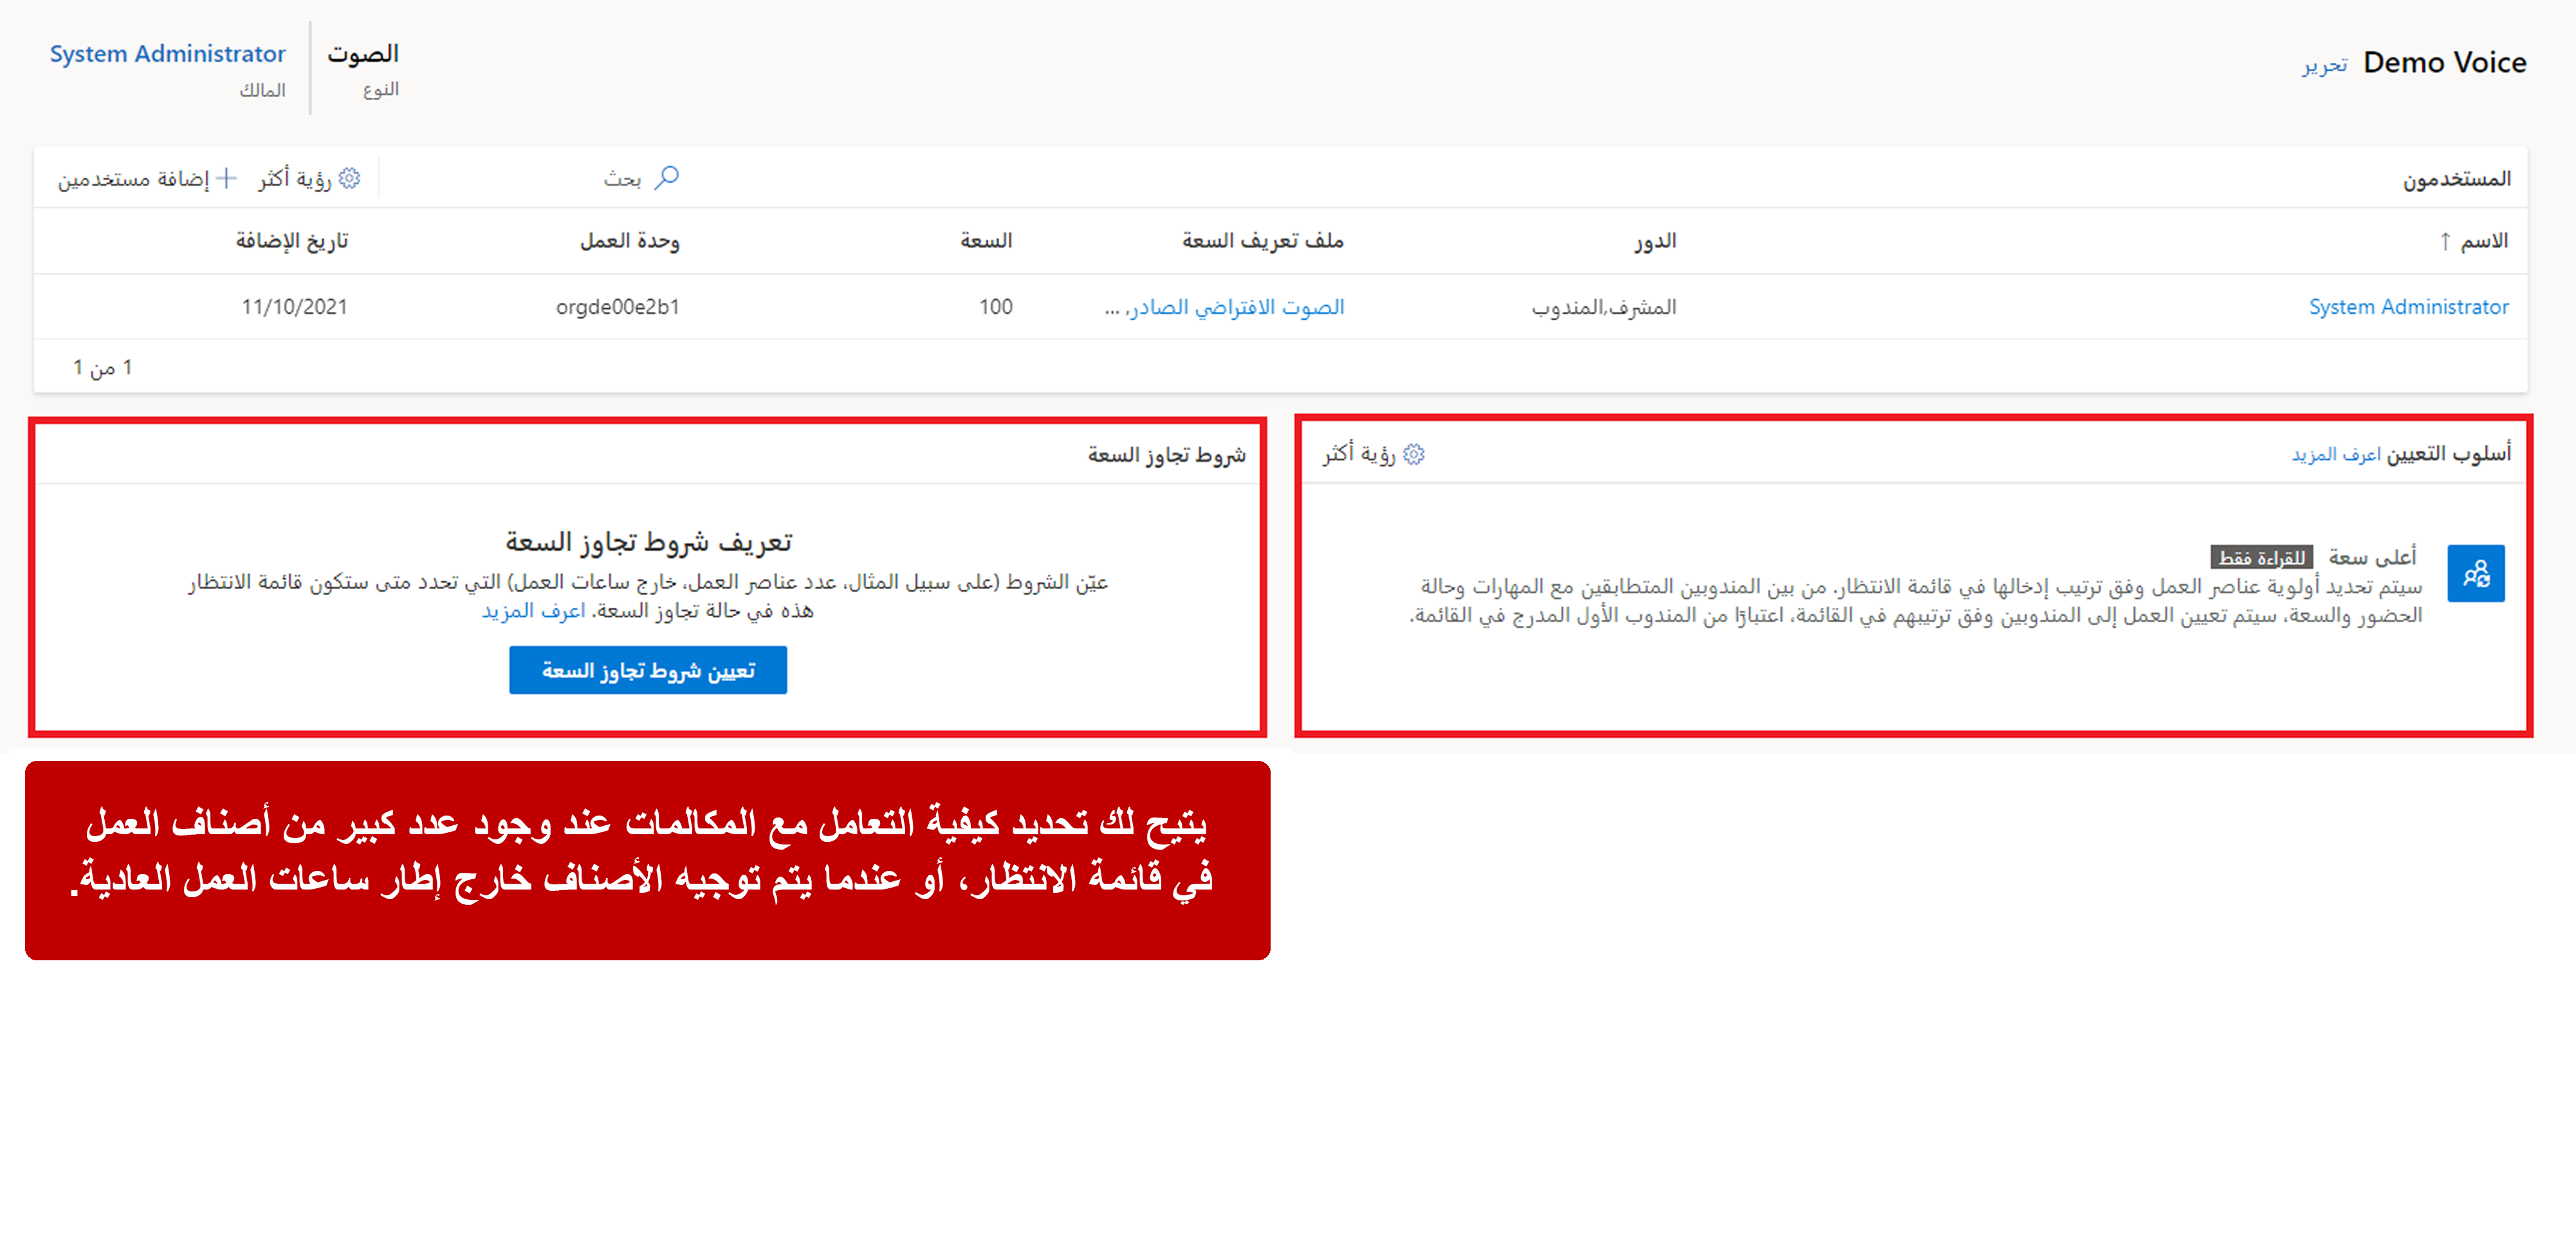 Demo Voice تحرير
الصوت
النوع
System Administrator
المالك
المستخدمون
بحث
رؤية أكثر
إضافة مستخدمين
الاسم ↑ الدور ملف تعريف السعة السعة وحدة العمل تاريخ الإضافة
System Administrator المشرف,المندوب الصوت الافتراضي الصادر, ... 100 orgde00e2b1 11/10/2021
1 من 1
أسلوب التعيين اعرف المزيد
رؤية أكثر
أعلى سعة للقراءة فقط
سيتم تحديد أولوية عناصر العمل وفق ترتيب إدخالها في قائمة الانتظار. من بين المندوبين المتطابقين مع المهارات وحالة
الحضور والسعة، سيتم تعيين العمل إلى المندوبين وفق ترتيبهم في القائمة، اعتبارًا من المندوب الأول المدرج في القائمة.
شروط تجاوز السعة
تعريف شروط تجاوز السعة
عيّن الشروط (على سبيل المثال، عدد عناصر العمل، خارج ساعات العمل) التي تحدد متى ستكون قائمة الانتظار
هذه في حالة تجاوز السعة. اعرف المزيد
تعيين شروط تجاوز السعة
يتيح لك تحديد كيفية التعامل مع المكالمات عند وجود عدد كبير من أصناف العمل
في قائمة الانتظار، أو عندما يتم توجيه الأصناف خارج إطار ساعات العمل العادية.